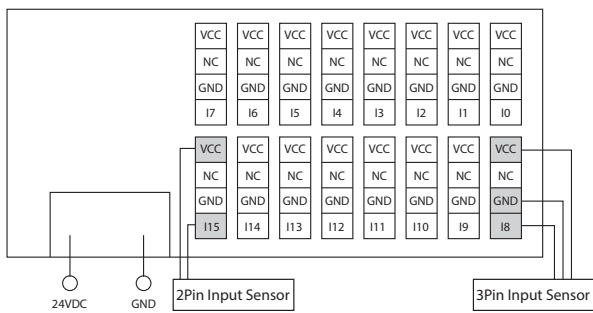 VCC VCC VCC VCC VCC VCC VCC VCC
NC NC NC NC NC NC NC NC
GND GND GND GND GND GND GND GND
I7 I6 I5 I4 I3 I2 I1 I0
VCC VCC VCC VCC VCC VCC VCC VCC
NC NC NC NC NC NC NC NC
GND GND GND GND GND GND GND GND
I15 I14 I13 I12 I11 I10 I9 I8
24VDC GND 2Pin Input Sensor 3Pin Input Sensor